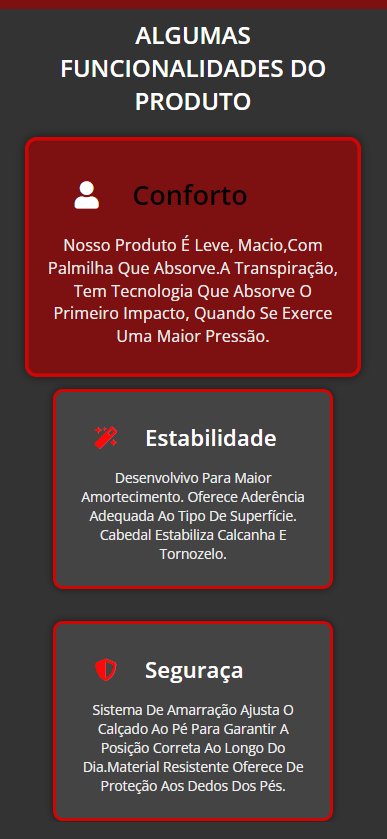 ALGUMAS
FUNCIONALIDADES DO
PRODUTO
Conforto
Nosso Produto É Leve, Macio,Com
Palmilha Que Absorve.A Transpiração,
Tem Tecnologia Que Absorve O
Primeiro Impacto, Quando Se Exerce
Uma Maior Pressão.
Estabilidade
Desenvolvivo Para Maior
Amortecimento. Oferece Aderência
Adequada Ao Tipo De Superfície.
Cabedal Estabiliza Calcanha E
Tornozelo.
Seguraça
Sistema De Amarração Ajusta O
Calçado Ao Pé Para Garantir A
Posição Correta Ao Longo Do
Dia.Material Resistente Oferece De
Proteção Aos Dedos Dos Pés.